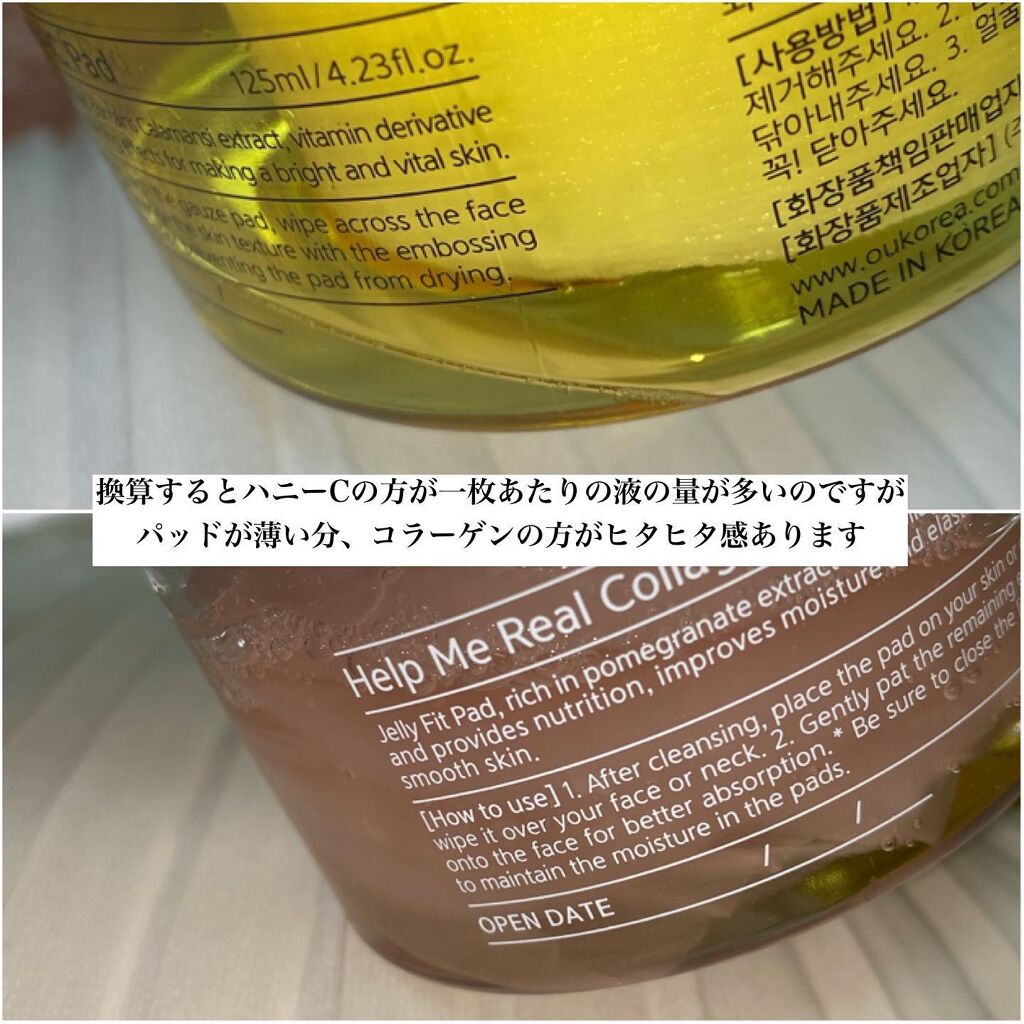 Pad
125ml/4.23fl.oz.
Calamansi extract, vitamin derivative
effects for making a bright and vital skin.
the gauze pad, wipe across the face
the skin texture with the embossing
the pad from drying.
[사용방법]
제거해주세요. 2.
닦아내주세요. 3. 얼굴
꼭! 닫아주세요.
[화장품책임판매업자
[화장품제조업자] (주
www.oukorea.com
MADE IN KOREA
換算するとハニーCの方が一枚あたりの液の量が多いのですが
パッドが薄い分、コラーゲンの方がヒタヒタ感あります
Help Me Real
Jelly Fit Pad, rich in pomegranate extract
and provides nutrition, improves moisture
smooth skin.
[How to use] 1. After cleansing, place the pad on your skin or
wipe it over your face or neck. 2. Gently pat the remaining
onto the face for better absorption. * Be sure to close the
to maintain the moisture in the pads.
/ /
OPEN DATE